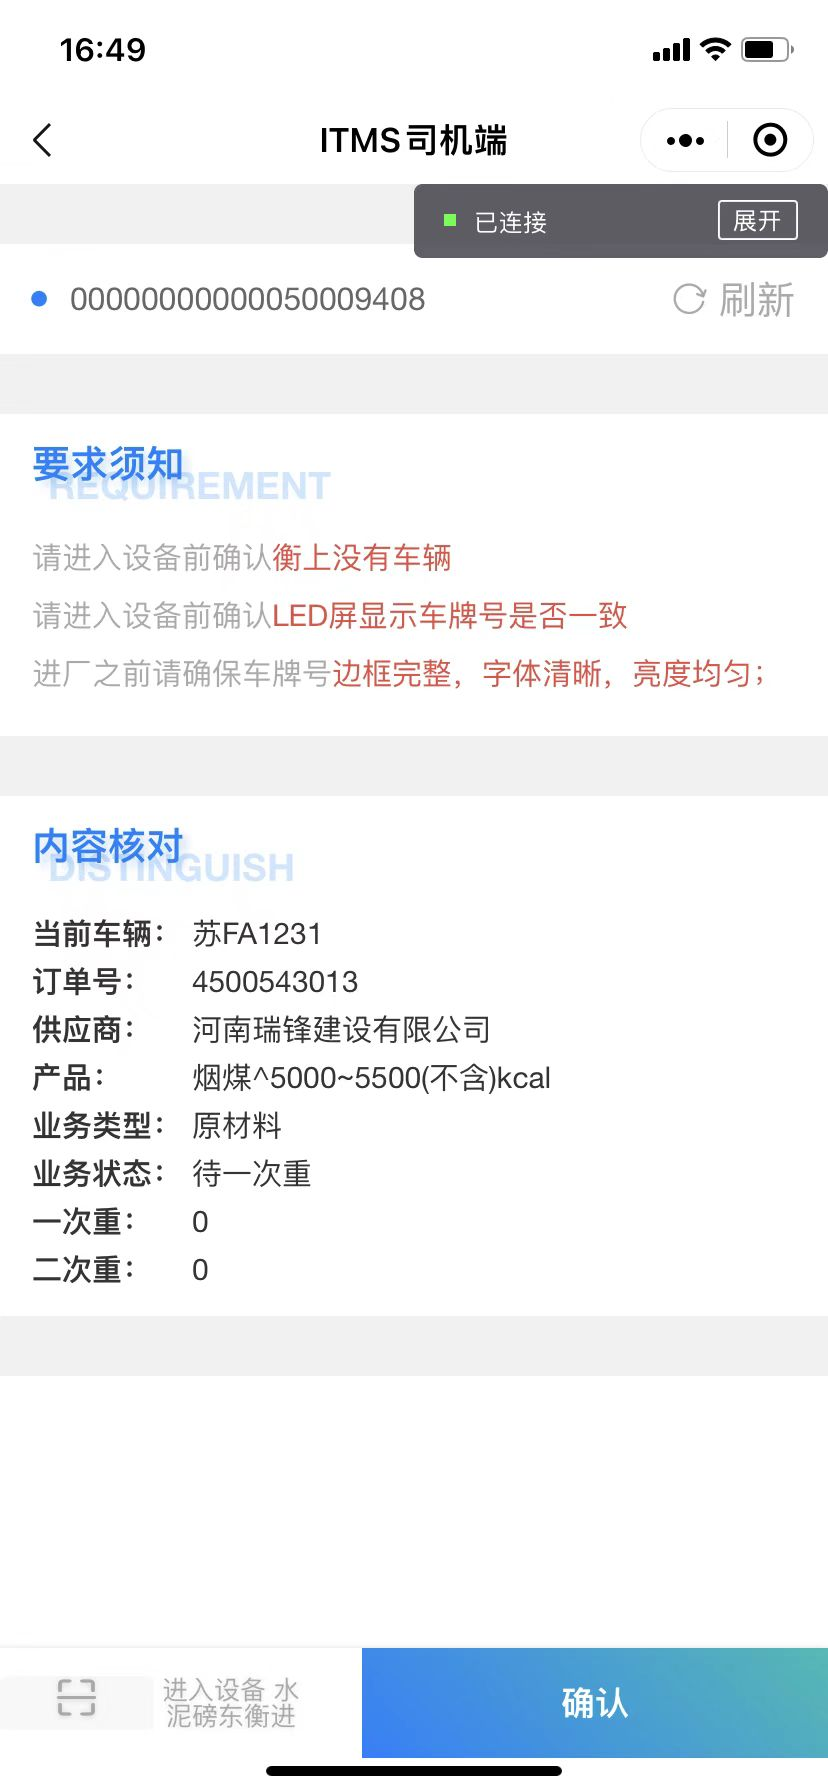 16:49
ITMS司机端
已连接
展开
00000000000050009408
刷新
要求须知
REQUIREMENT
请进入设备前确认衡上没有车辆
请进入设备前确认LED屏显示车牌号是否一致
进厂之前请确保车牌号边框完整，字体清晰，亮度均匀；
内容核对
DISTINGUISH
当前车辆： 苏FA1231
订单号： 4500543013
供应商： 河南瑞锋建设有限公司
产品： 烟煤^5000~5500(不含)kcal
业务类型： 原材料
业务状态： 待一次重
一次重： 0
二次重： 0
进入设备 水
泥磅东衡进
确认